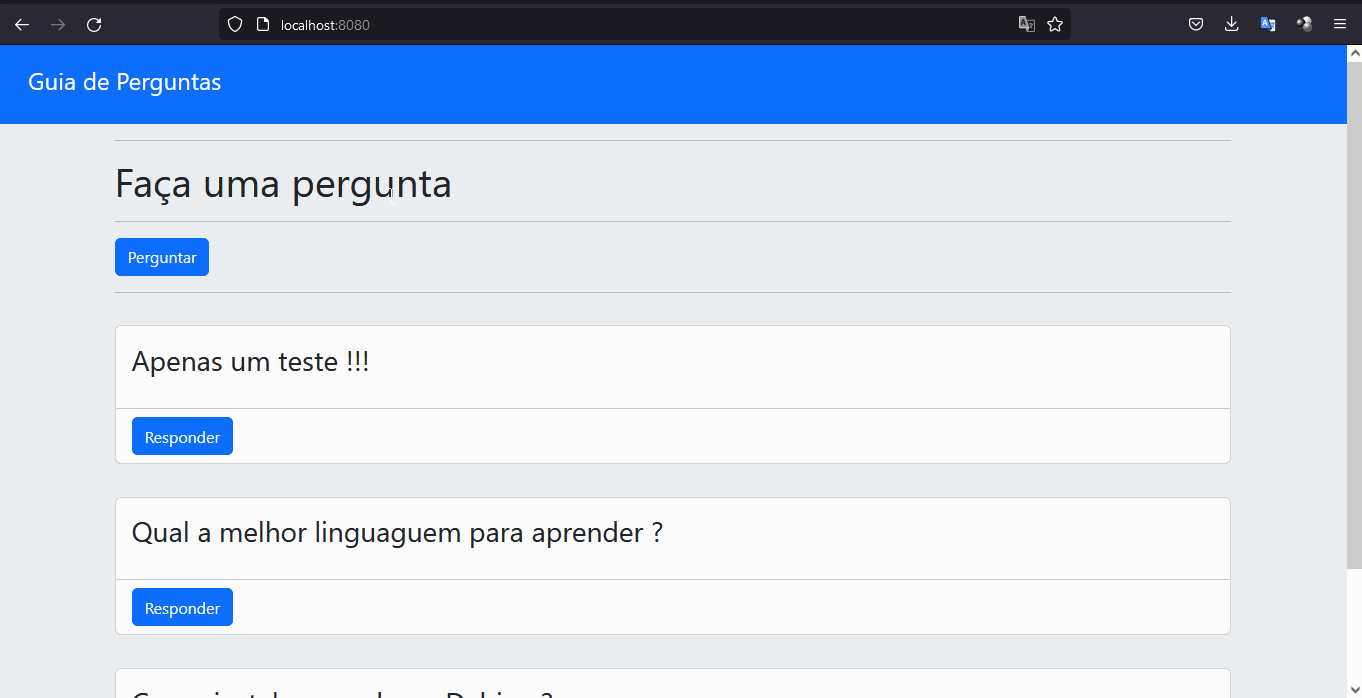 localhost:8080
Guia de Perguntas
Faça uma pergunta
Perguntar
Apenas um teste !!!
Responder
Qual a melhor linguaguem para aprender ?
Responder